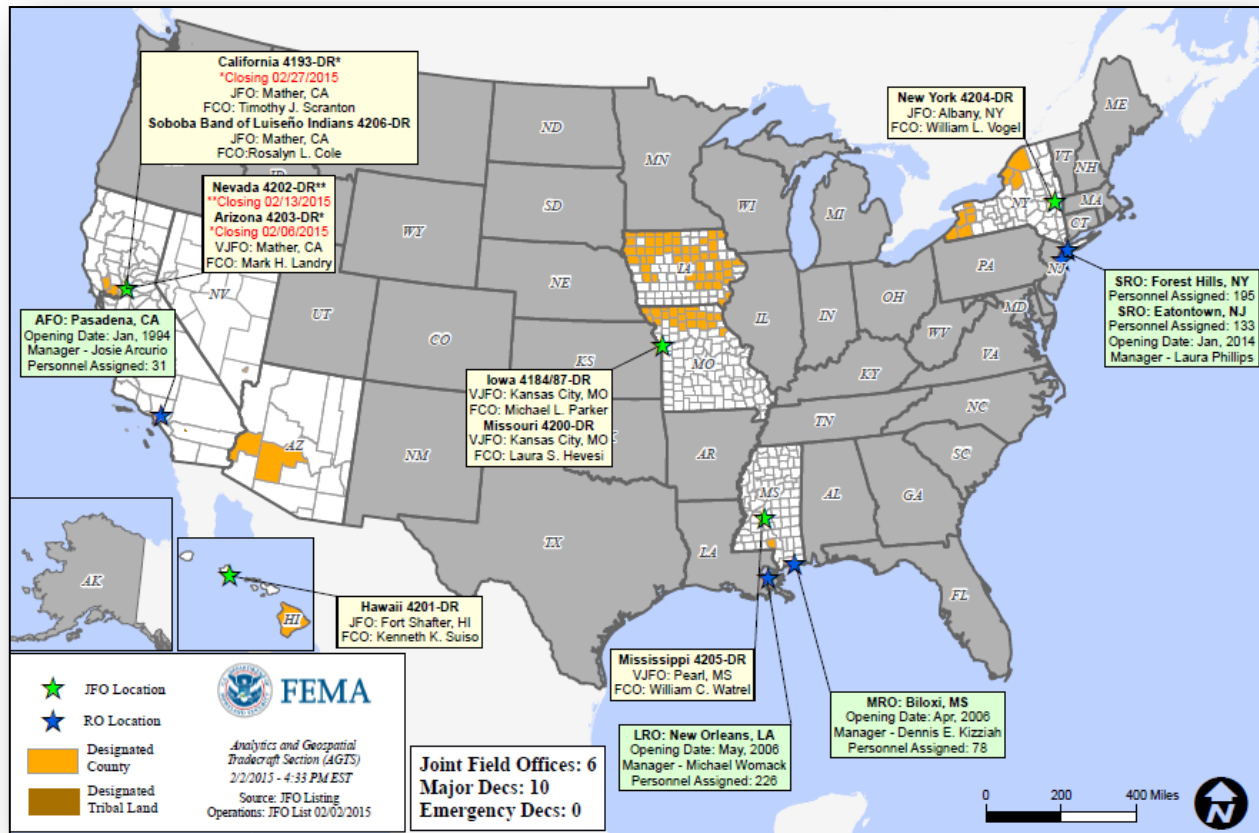 California 4193-DR*
*Closing 02/27/2015
JFO: Mather, CA
FCO: Timothy J. Scranton
Soboba Band of Luiseño Indians 4206-DR
JFO: Mather, CA
FCO:Rosalyn L. Cole
Nevada 4202-DR**
**Closing 02/13/2015
Arizona 4203-DR*
*Closing 02/06/2015
VJFO: Mather, CA
FCO: Mark H. Landry
AFO: Pasadena, CA
Opening Date: Jan, 1994
Manager - Josie Arcurio
Personnel Assigned: 31
New York 4204-DR
JFO: Albany, NY
FCO: William L. Vogel
SRO: Forest Hills, NY
Personnel Assigned: 195
SRO: Eatontown, NJ
Personnel Assigned: 133
Opening Date: Jan, 2014
Manager - Laura Phillips
Iowa 4184/87-DR
VJFO: Kansas City, MO
FCO: Michael L. Parker
Missouri 4200-DR
VJFO: Kansas City, MO
FCO: Laura S. Hevesi
Hawaii 4201-DR
JFO: Fort Shafter, HI
FCO: Kenneth K. Suiso
Mississippi 4205-DR
VJFO: Pearl, MS
FCO: William C. Watrel
LRO: New Orleans, LA
Opening Date: May, 2006
Manager - Michael Womack
Personnel Assigned: 226
MRO: Biloxi, MS
Opening Date: Apr, 2006
Manager - Dennis E. Kizziah
Personnel Assigned: 78
ND
MN
SD
WI
MI
WY
NE
IA
NV
UT
CO
KS
MO
IL
IN
OH
PA
NY
VT
NH
ME
MA
CT
NJ
MD
WV
VA
KY
TN
NC
SC
AZ
NM
AR
MS
AL
GA
TX
LA
FL
AK
HI
JFO Location
RO Location
Designated
County
Designated
Tribal Land
FEMA
Analytics and Geospatial
Tradecraft Section (AGTS)
2/2/2015 - 4:33 PM EST
Source: JFO Listing
Operations: JFO List 02/02/2015
Joint Field Offices: 6
Major Decs: 10
Emergency Decs: 0
0 200 400 Miles
N